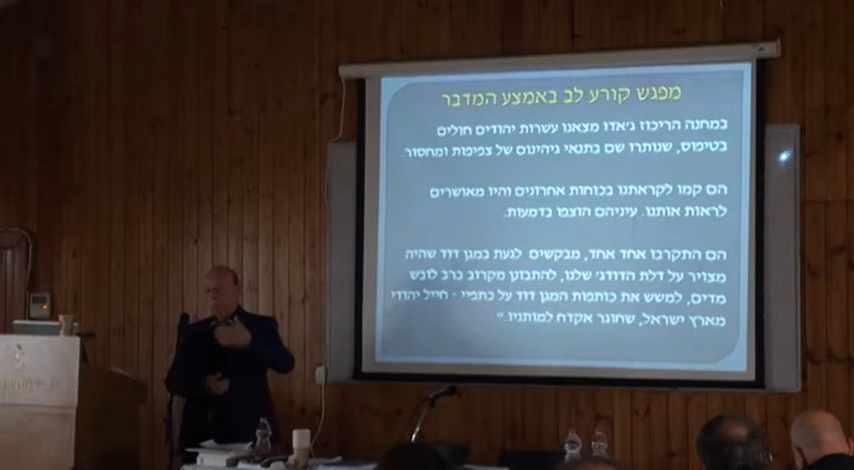 מפגש קורע לב באמצע המדבר
במחנה הריכוז ג'אדו מצאנו עשרות יהודים חולים
בטיפוס, שנותרו שם בתנאי גיהינום של צפיפות ומחסור.
הם קמו לקראתנו בכוחות אחרונים והיו מאושרים
לראות אותנו. עיניהם הוצפו בדמעות.
הם התקרבו אחד אחד, מבקשים לגעת במגן דוד שהיה
מצויר על דלת הדודג' שלנו, להתבונן מקרוב ברב לובש
מדים, למשש את כותפות המגן דוד על כתפיי - חייל יהודי
מארץ ישראל, שחוגר אקדח למותניו."